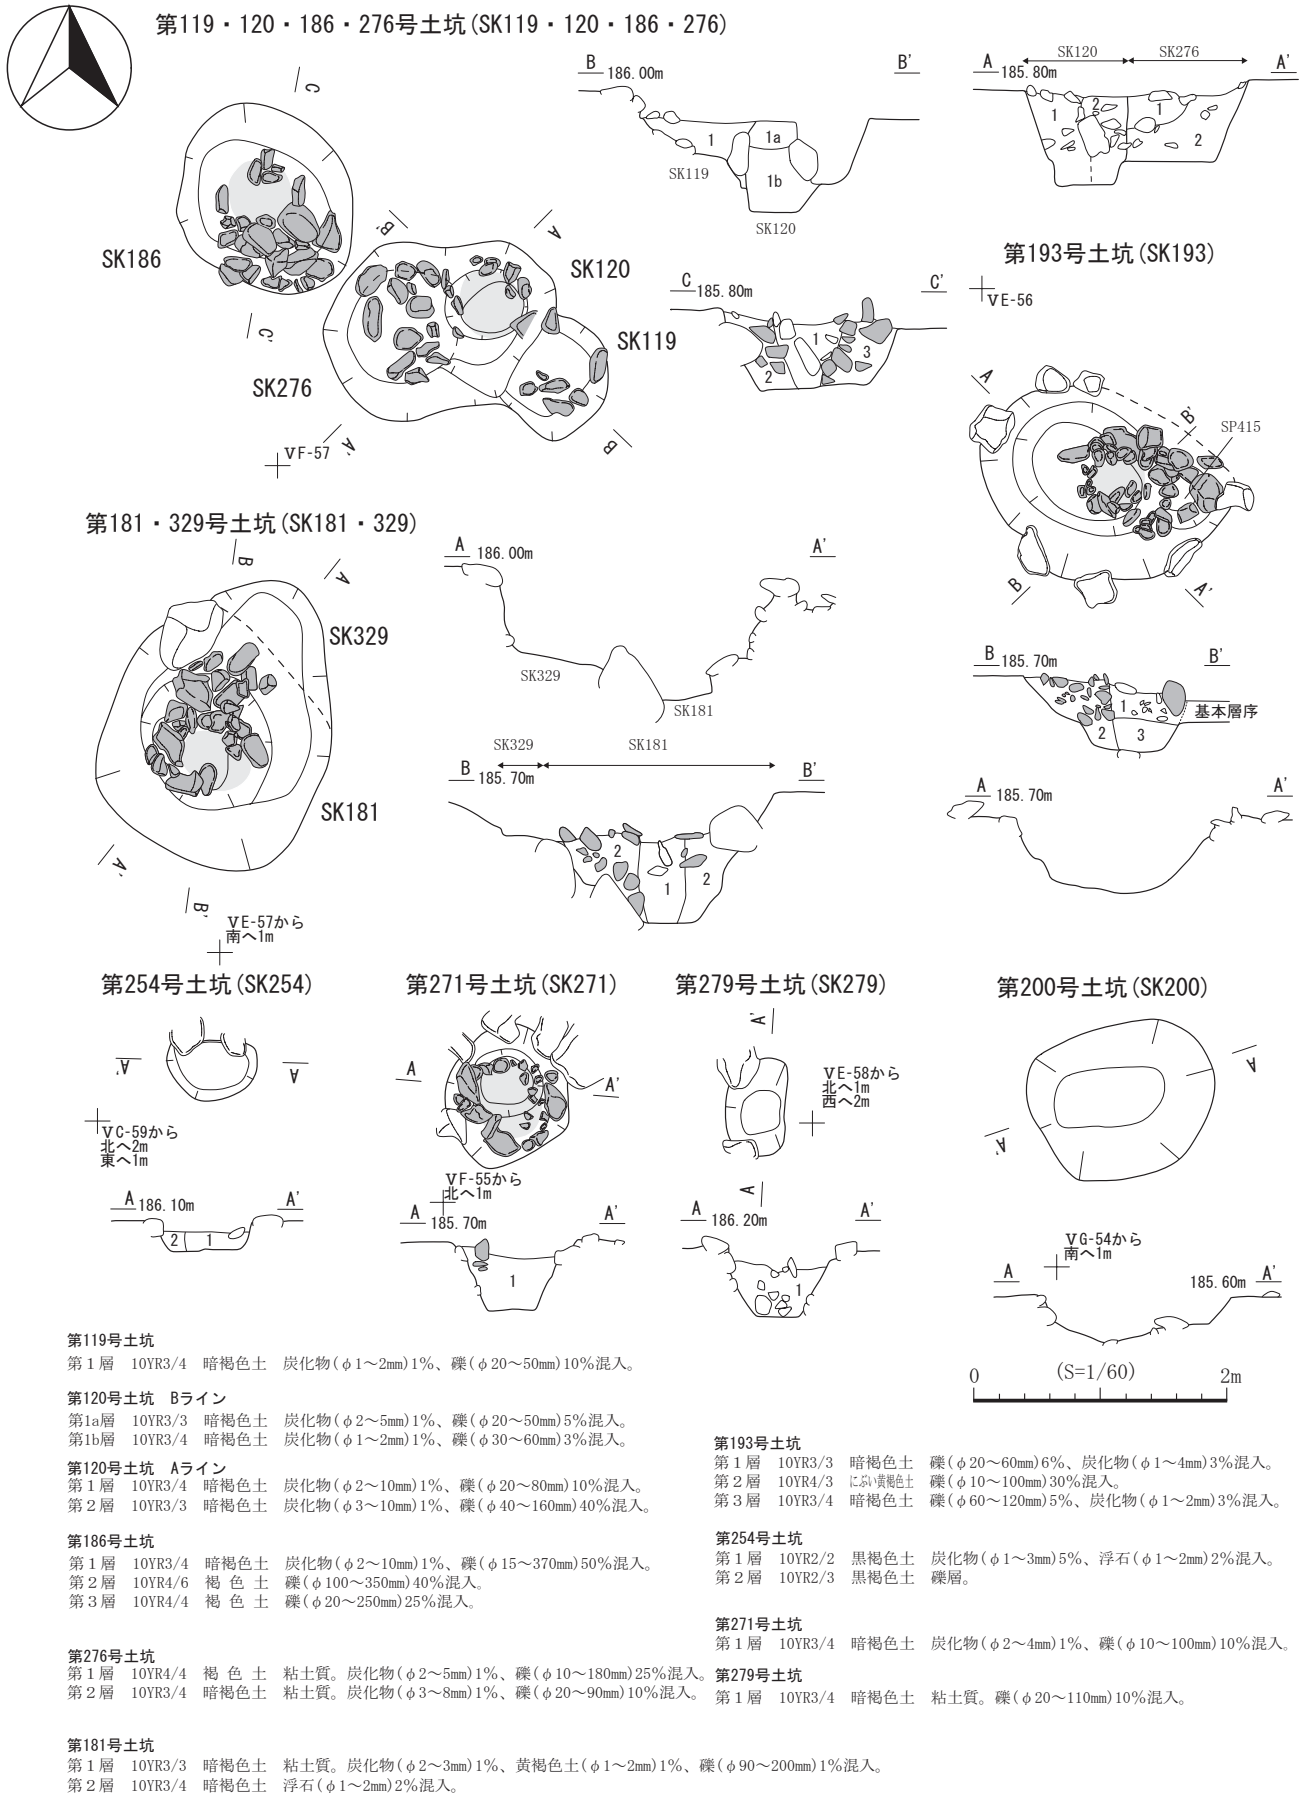 第119・120・186・276号土坑(SK119・120・186・276)
C
C'
SK186
B'
A
SK120
SK119
SK276
A'
B
ⅤF-57
B 186.00m B'
1
1a
1b
SK119
SK120
A 185.80m A'
SK120 SK276
1
2
1
2
C 185.80m C'
1
2
3
第193号土坑(SK193)
ⅤE-56
A
B'
SP415
B
A'
B 185.70m B'
1
2
3
基本層序
A 185.70m A'
第181・329号土坑(SK181・329)
B
A
SK329
SK181
A'
B'
ⅤE-57から
南へ1m
A 186.00m A'
SK329
SK181
SK329 SK181
B 185.70m B'
2
1
2
第254号土坑(SK254)
A' A
ⅤC-59から
北へ2m
東へ1m
A 186.10m A'
2 1
第271号土坑(SK271)
A A'
ⅤF-55から
北へ1m
A 185.70m A'
1
第279号土坑(SK279)
A'
ⅤE-58から
北へ1m
西へ2m
A
A 186.20m A'
1
第200号土坑(SK200)
A
A'
ⅤG-54から
南へ1m
A 185.60m A'
0 (S=1/60) 2m
第119号土坑
第1層 10YR3/4 暗褐色土 炭化物(φ1〜2mm)1%、礫(φ20〜50mm)10%混入。
第120号土坑 Bライン
第1a層 10YR3/3 暗褐色土 炭化物(φ2〜5mm)1%、礫(φ20〜50mm)5%混入。
第1b層 10YR3/4 暗褐色土 炭化物(φ1〜2mm)1%、礫(φ30〜60mm)3%混入。
第120号土坑 Aライン
第1層 10YR3/4 暗褐色土 炭化物(φ2〜10mm)1%、礫(φ20〜80mm)10%混入。
第2層 10YR3/3 暗褐色土 炭化物(φ3〜10mm)1%、礫(φ40〜160mm)40%混入。
第186号土坑
第1層 10YR3/4 暗褐色土 炭化物(φ2〜10mm)1%、礫(φ15〜370mm)50%混入。
第2層 10YR4/6 褐色土 礫(φ100〜350mm)40%混入。
第3層 10YR4/4 褐色土 礫(φ20〜250mm)25%混入。
第276号土坑
第1層 10YR4/4 褐色土 粘土質。炭化物(φ2〜5mm)1%、礫(φ10〜180mm)25%混入。
第2層 10YR3/4 暗褐色土 粘土質。炭化物(φ3〜8mm)1%、礫(φ20〜90mm)10%混入。
第181号土坑
第1層 10YR3/3 暗褐色土 粘土質。炭化物(φ2〜3mm)1%、黄褐色土(φ1〜2mm)1%、礫(φ90〜200mm)1%混入。
第2層 10YR3/4 暗褐色土 浮石(φ1〜2mm)2%混入。
第193号土坑
第1層 10YR3/3 暗褐色土 礫(φ20〜60mm)6%、炭化物(φ1〜4mm)3%混入。
第2層 10YR4/3 にぶい黄褐色土 礫(φ10〜100mm)30%混入。
第3層 10YR3/4 暗褐色土 礫(φ60〜120mm)5%、炭化物(φ1〜2mm)3%混入。
第254号土坑
第1層 10YR2/2 黒褐色土 炭化物(φ1〜3mm)5%、浮石(φ1〜2mm)2%混入。
第2層 10YR2/3 黒褐色土 礫層。
第271号土坑
第1層 10YR3/4 暗褐色土 炭化物(φ2〜4mm)1%、礫(φ10〜100mm)10%混入。
第279号土坑
第1層 10YR3/4 暗褐色土 粘土質。礫(φ20〜110mm)10%混入。